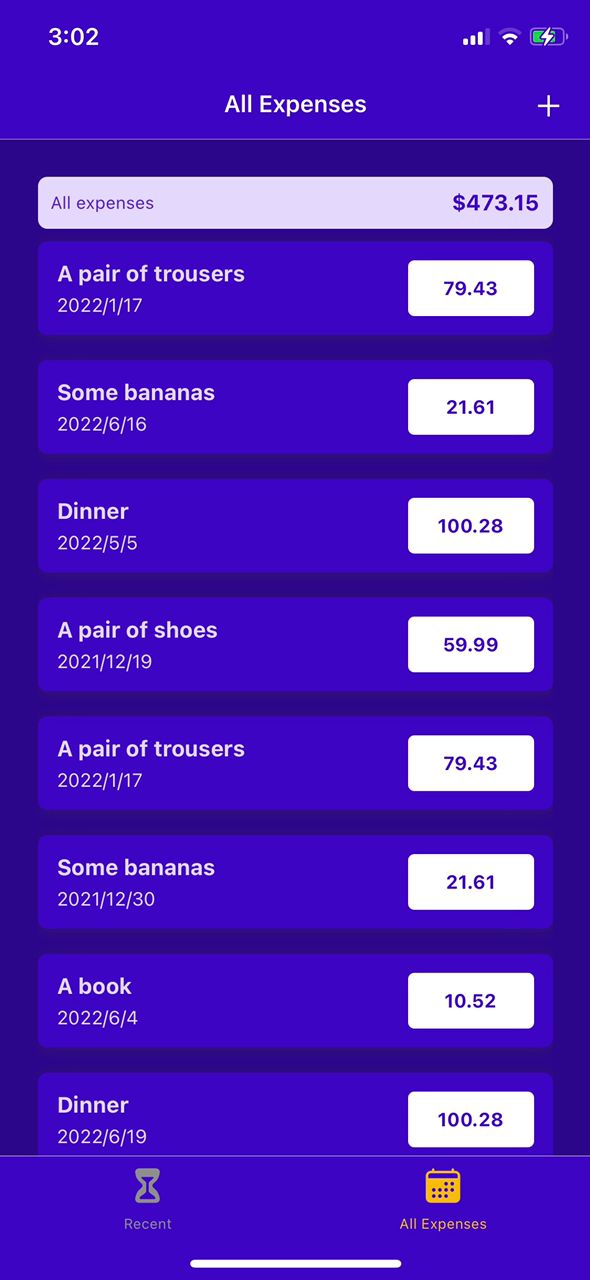 3:02
All Expenses
All expenses $473.15
A pair of trousers
2022/1/17
79.43
Some bananas
2022/6/16
21.61
Dinner
2022/5/5
100.28
A pair of shoes
2021/12/19
59.99
A pair of trousers
2022/1/17
79.43
Some bananas
2021/12/30
21.61
A book
2022/6/4
10.52
Dinner
2022/6/19
100.28
Recent
All Expenses